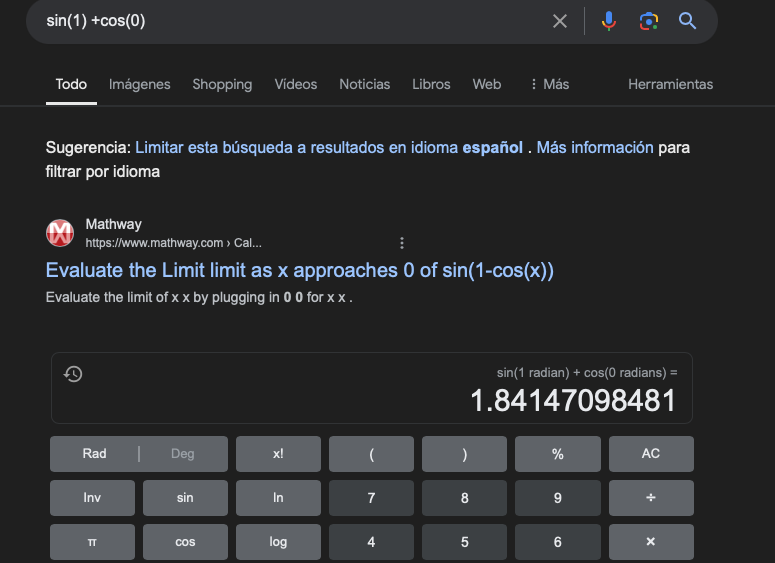 sin(1) +cos(0)
Todo Imágenes Shopping Vídeos Noticias Libros Web Más Herramientas
Sugerencia: Limitar esta búsqueda a resultados en idioma español . Más información para
filtrar por idioma
Mathway
https://www.mathway.com › Cal...
Evaluate the Limit limit as x approaches 0 of sin(1-cos(x))
Evaluate the limit of x x by plugging in 0 0 for x x .
sin(1 radian) + cos(0 radians) =
1.84147098481
Rad | Deg x! ( ) % AC
Inv sin ln 7 8 9 ÷
π cos log 4 5 6 ×